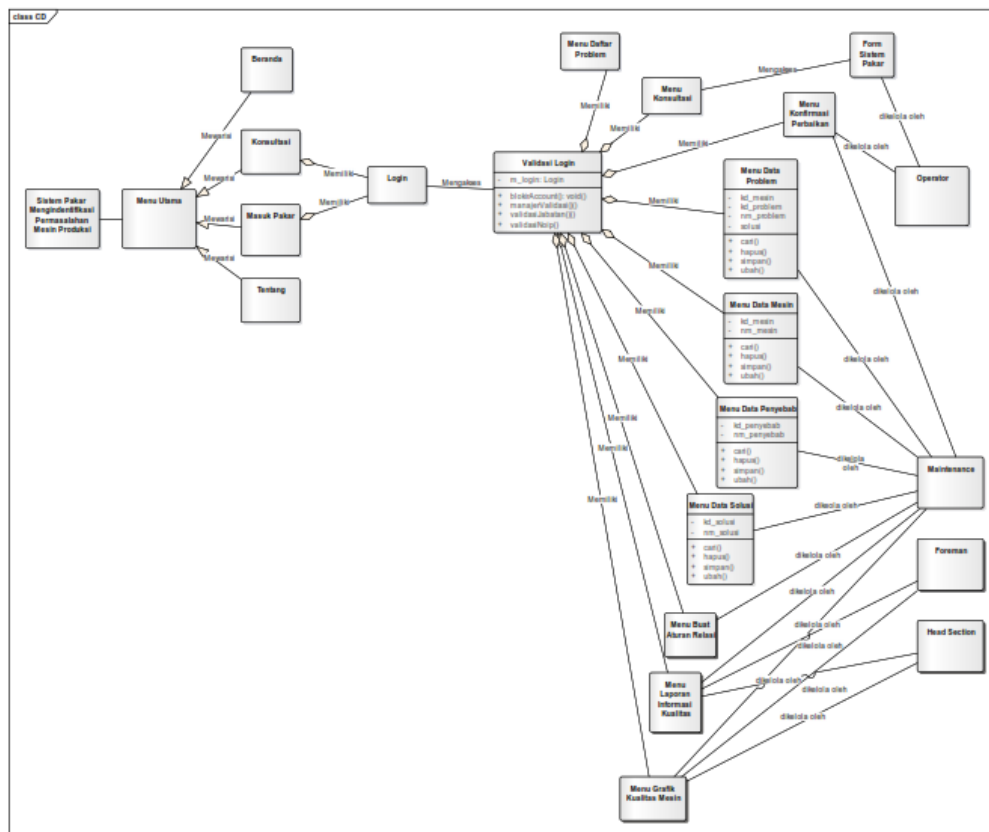 class CD
Beranda
Konsultasi
Masuk Pakar
Tentang
Sistem Pakar
Mengindentifikasi
Permasalahan
Mesin Produksi
Menu Utama
Mewarisi
Mewarisi
Mewarisi
Mewarisi
Login
Memiliki
Memiliki
Mengakses
Validasi Login
- m_login: Login
+ blokirAccount(): void()
+ manajerValidasi()
+ validasiJabatan()
+ validasiNoip()
Menu Daftar
Problem
Memiliki
Menu
Konsultasi
Memiliki
Mengakses
Form
Sistem
Pakar
Menu
Konfirmasi
Perbaikan
Memiliki
dikelola oleh
dikelola oleh
Operator
Menu Data
Problem
- kd_mesin
- kd_problem
- nm_problem
- solusi
+ cari()
+ hapus()
+ simpan()
+ ubah()
Memiliki
dikelola oleh
Menu Data Mesin
- kd_mesin
- nm_mesin
+ cari()
+ hapus()
+ simpan()
+ ubah()
Memiliki
dikelola oleh
Memiliki
Menu Data Penyebab
- kd_penyebab
- nm_penyebab
+ cari()
+ hapus()
+ simpan()
+ ubah()
dikelola oleh
dikelola
oleh
Maintenance
Memiliki
Menu Data Solusi
- kd_solusi
- nm_solusi
+ cari()
+ hapus()
+ simpan()
+ ubah()
dikeola oleh
Memiliki
Memiliki
Memiliki
Foreman
dikelola oleh
dikelola oleh
dikelola oleh
Menu Buat
Aturan Relasi
Head Section
dikelola oleh
dikelola oleh
dikelola oleh
dikelola oleh
Menu
Laporan
Informasi
Kualitas
Menu Grafik
Kualitas Mesin